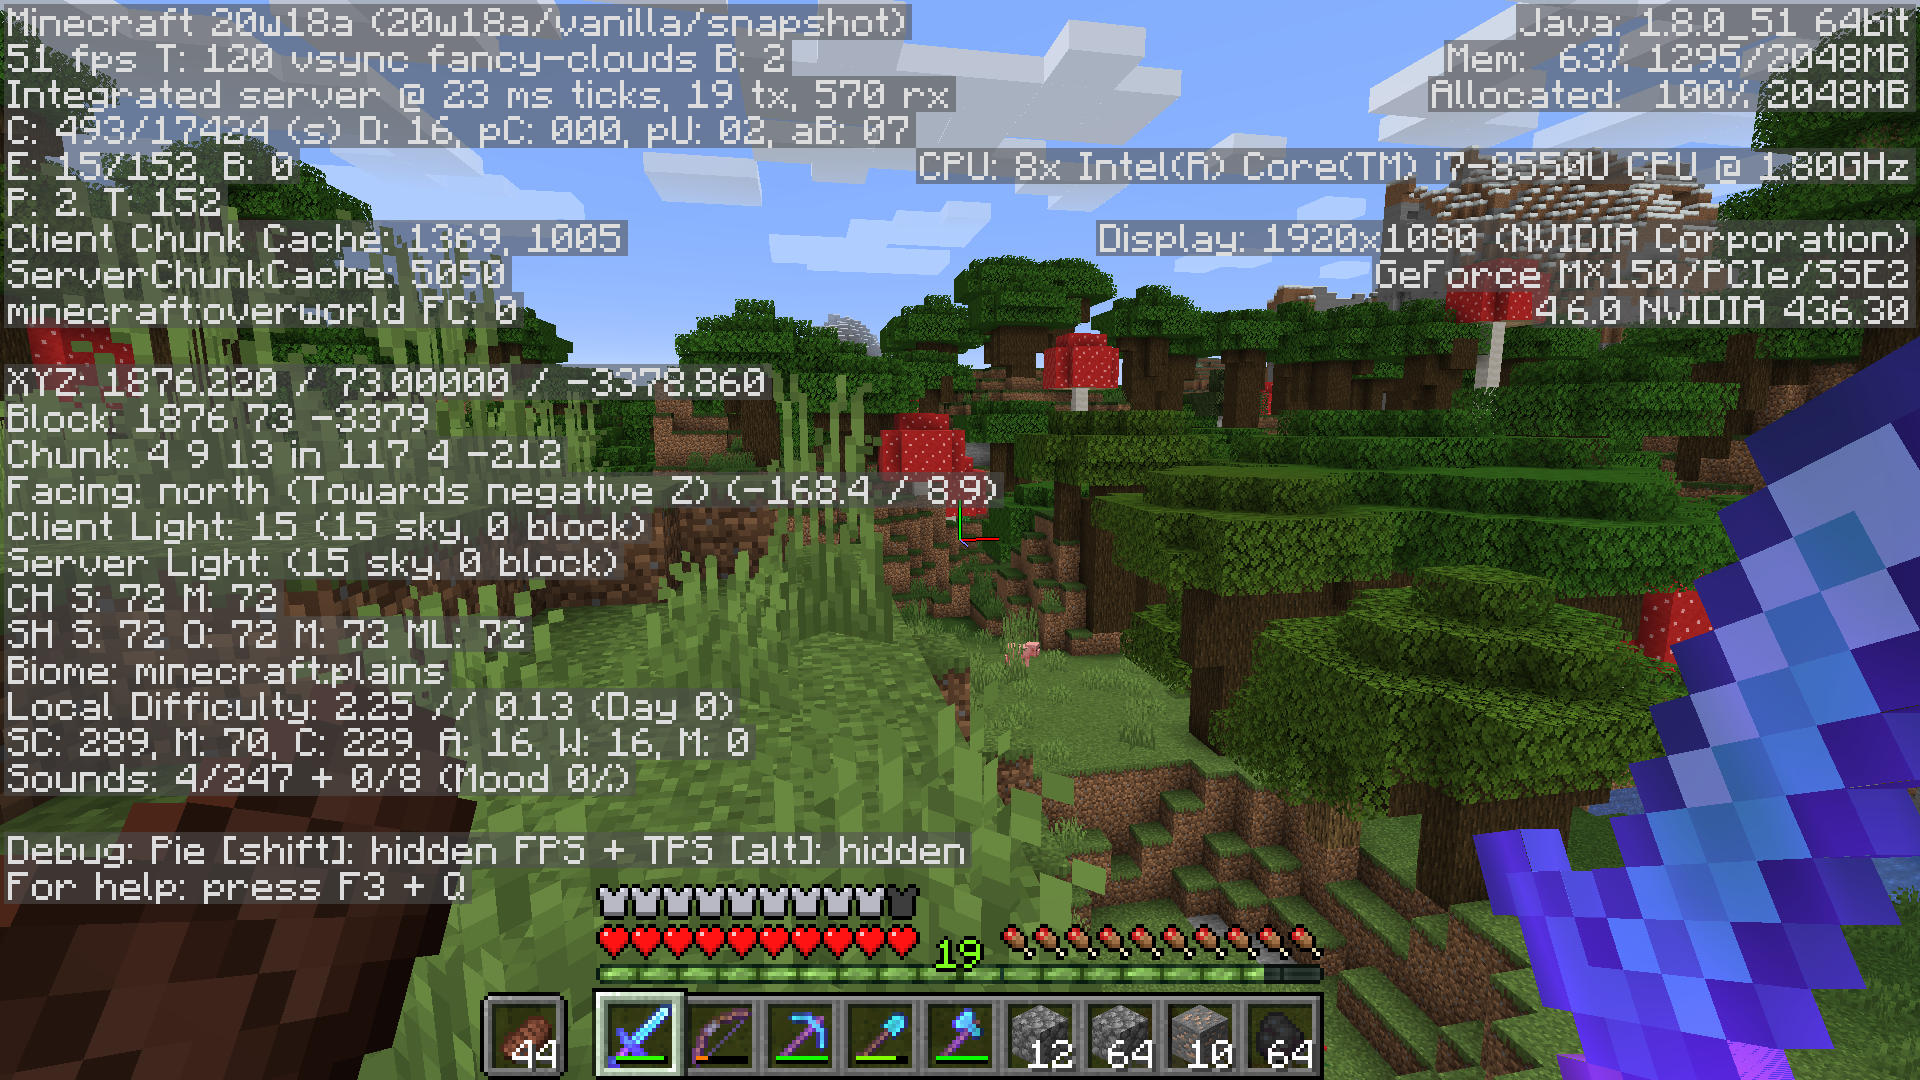 Minecraft 20w18a (20w18a/vanilla/snapshot)
51 fps T: 120 vsync fancy-clouds B: 2
Integrated server @ 23 ms ticks, 19 tx, 570 rx
C: 493/17424 (s) D: 16, pC: 000, pU: 02, aB: 07
E: 15/152, B: 0
P: 2. T: 152
Client Chunk Cache: 1369, 1005
ServerChunkCache: 5050
minecraft:overworld FC: 0
XYZ: 1876.220 / 73.00000 / -3378.860
Block: 1876 73 -3379
Chunk: 4 9 13 in 117 4 -212
Facing: north (Towards negative Z) (-168.4 / 8.9)
Client Light: 15 (15 sky, 0 block)
Server Light: (15 sky, 0 block)
CH S: 72 M: 72
SH S: 72 O: 72 M: 72 ML: 72
Biome: minecraft:plains
Local Difficulty: 2.25 // 0.13 (Day 0)
SC: 289, M: 70, C: 229, A: 16, W: 16, M: 0
Sounds: 4/247 + 0/8 (Mood 0%)
Debug: Pie [shift]: hidden FPS + TPS [alt]: hidden
For help: press F3 + Q
Java: 1.8.0_51 64bit
Mem: 63% 1295/2048MB
Allocated: 100% 2048MB
CPU: 8x Intel(R) Core(TM) i7-8550U CPU @ 1.80GHz
Display: 1920x1080 (NVIDIA Corporation)
GeForce MX150/PCIe/SSE2
4.6.0 NVIDIA 436.30
19
44
12
64
10
64